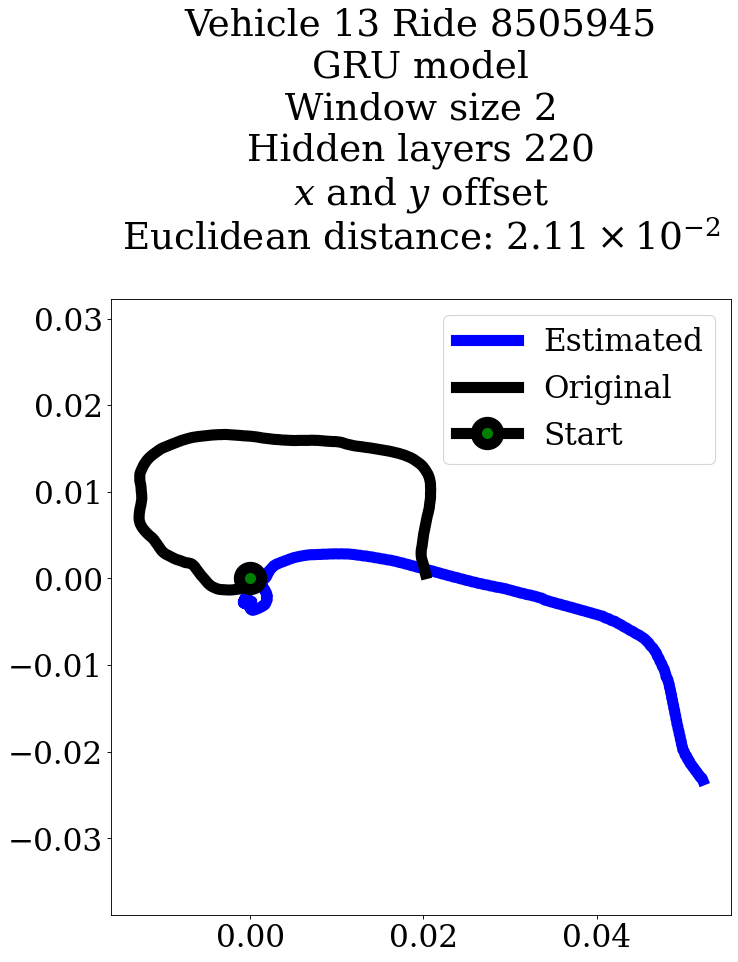 Vehicle 13 Ride 8505945
GRU model
Window size 2
Hidden layers 220
x and y offset
Euclidean distance: 2.11 × 10⁻²
0.03
0.02
0.01
0.00
−0.01
−0.02
−0.03
Estimated
Original
Start
0.00 0.02 0.04